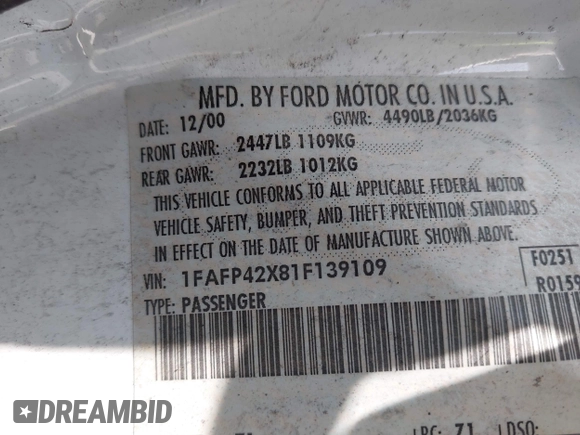 MFD. BY FORD MOTOR CO. IN U.S.A.
DATE: 12/00 GVWR: 4490LB/2036KG
FRONT GAWR: 2447LB 1109KG
REAR GAWR: 2232LB 1012KG
THIS VEHICLE CONFORMS TO ALL APPLICABLE FEDERAL MOTOR
VEHICLE SAFETY, BUMPER, AND THEFT PREVENTION STANDARDS
IN EFFECT ON THE DATE OF MANUFACTURE SHOWN ABOVE.
VIN: 1FAFP42X81F139109
F0251
TYPE: PASSENGER
R0159
DREAMBID